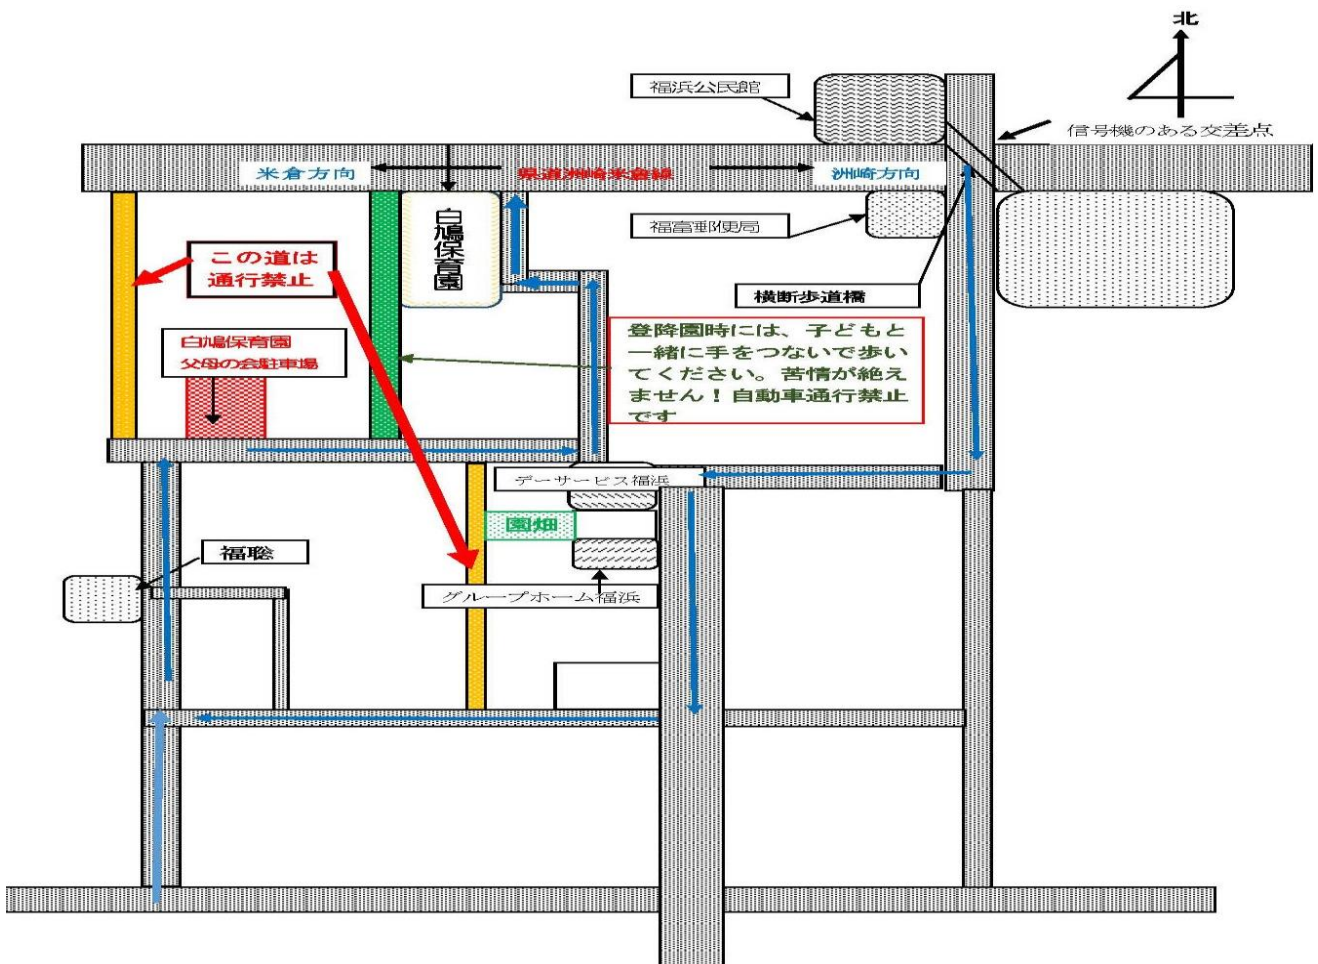 北
福浜公民館
信号機のある交差点
米倉方向
県道洲崎米倉線
洲崎方向
白鳩保育園
福富郵便局
この道は
通行禁止
横断歩道橋
登降園時には、子どもと
一緒に手をつないで歩い
てください。苦情が絶え
ません！自動車通行禁止
です
白鳩保育園
父母の会駐車場
デーサービス福浜
園畑
福聡
グループホーム福浜